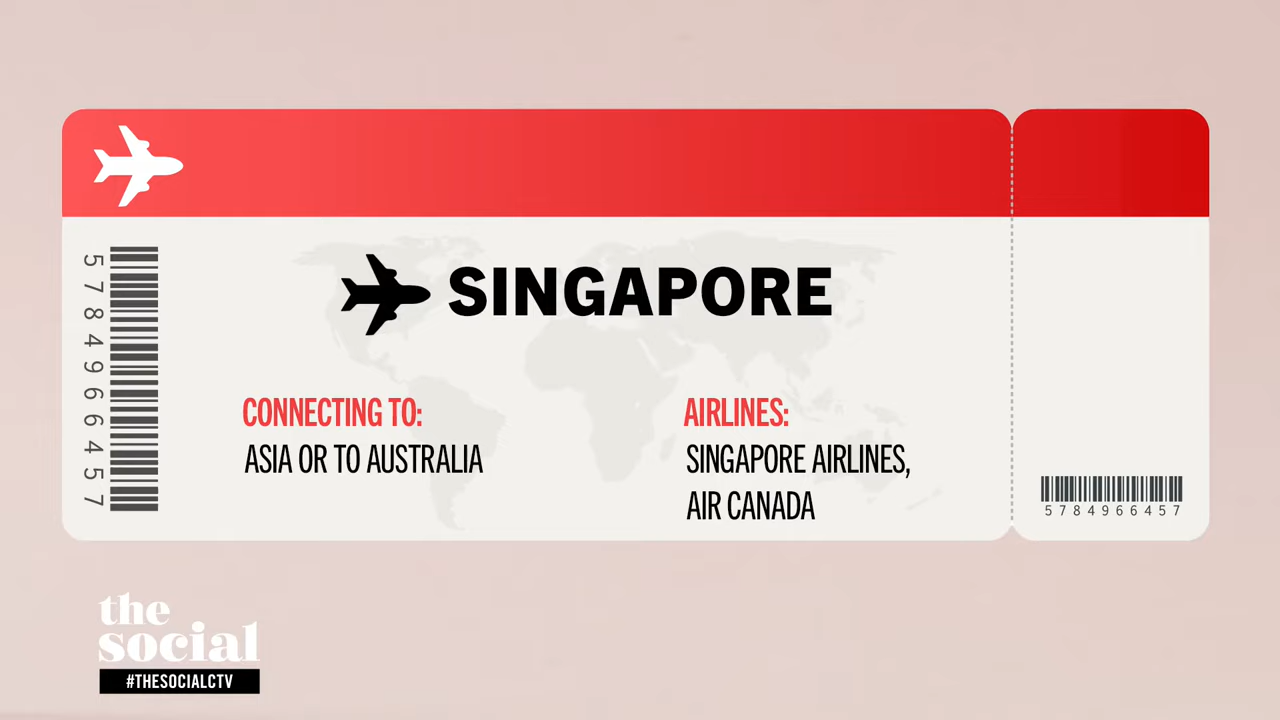 5784966457
SINGAPORE
CONNECTING TO:
ASIA OR TO AUSTRALIA
AIRLINES:
SINGAPORE AIRLINES,
AIR CANADA
5784966457
the
social
#THESOCIALCTV